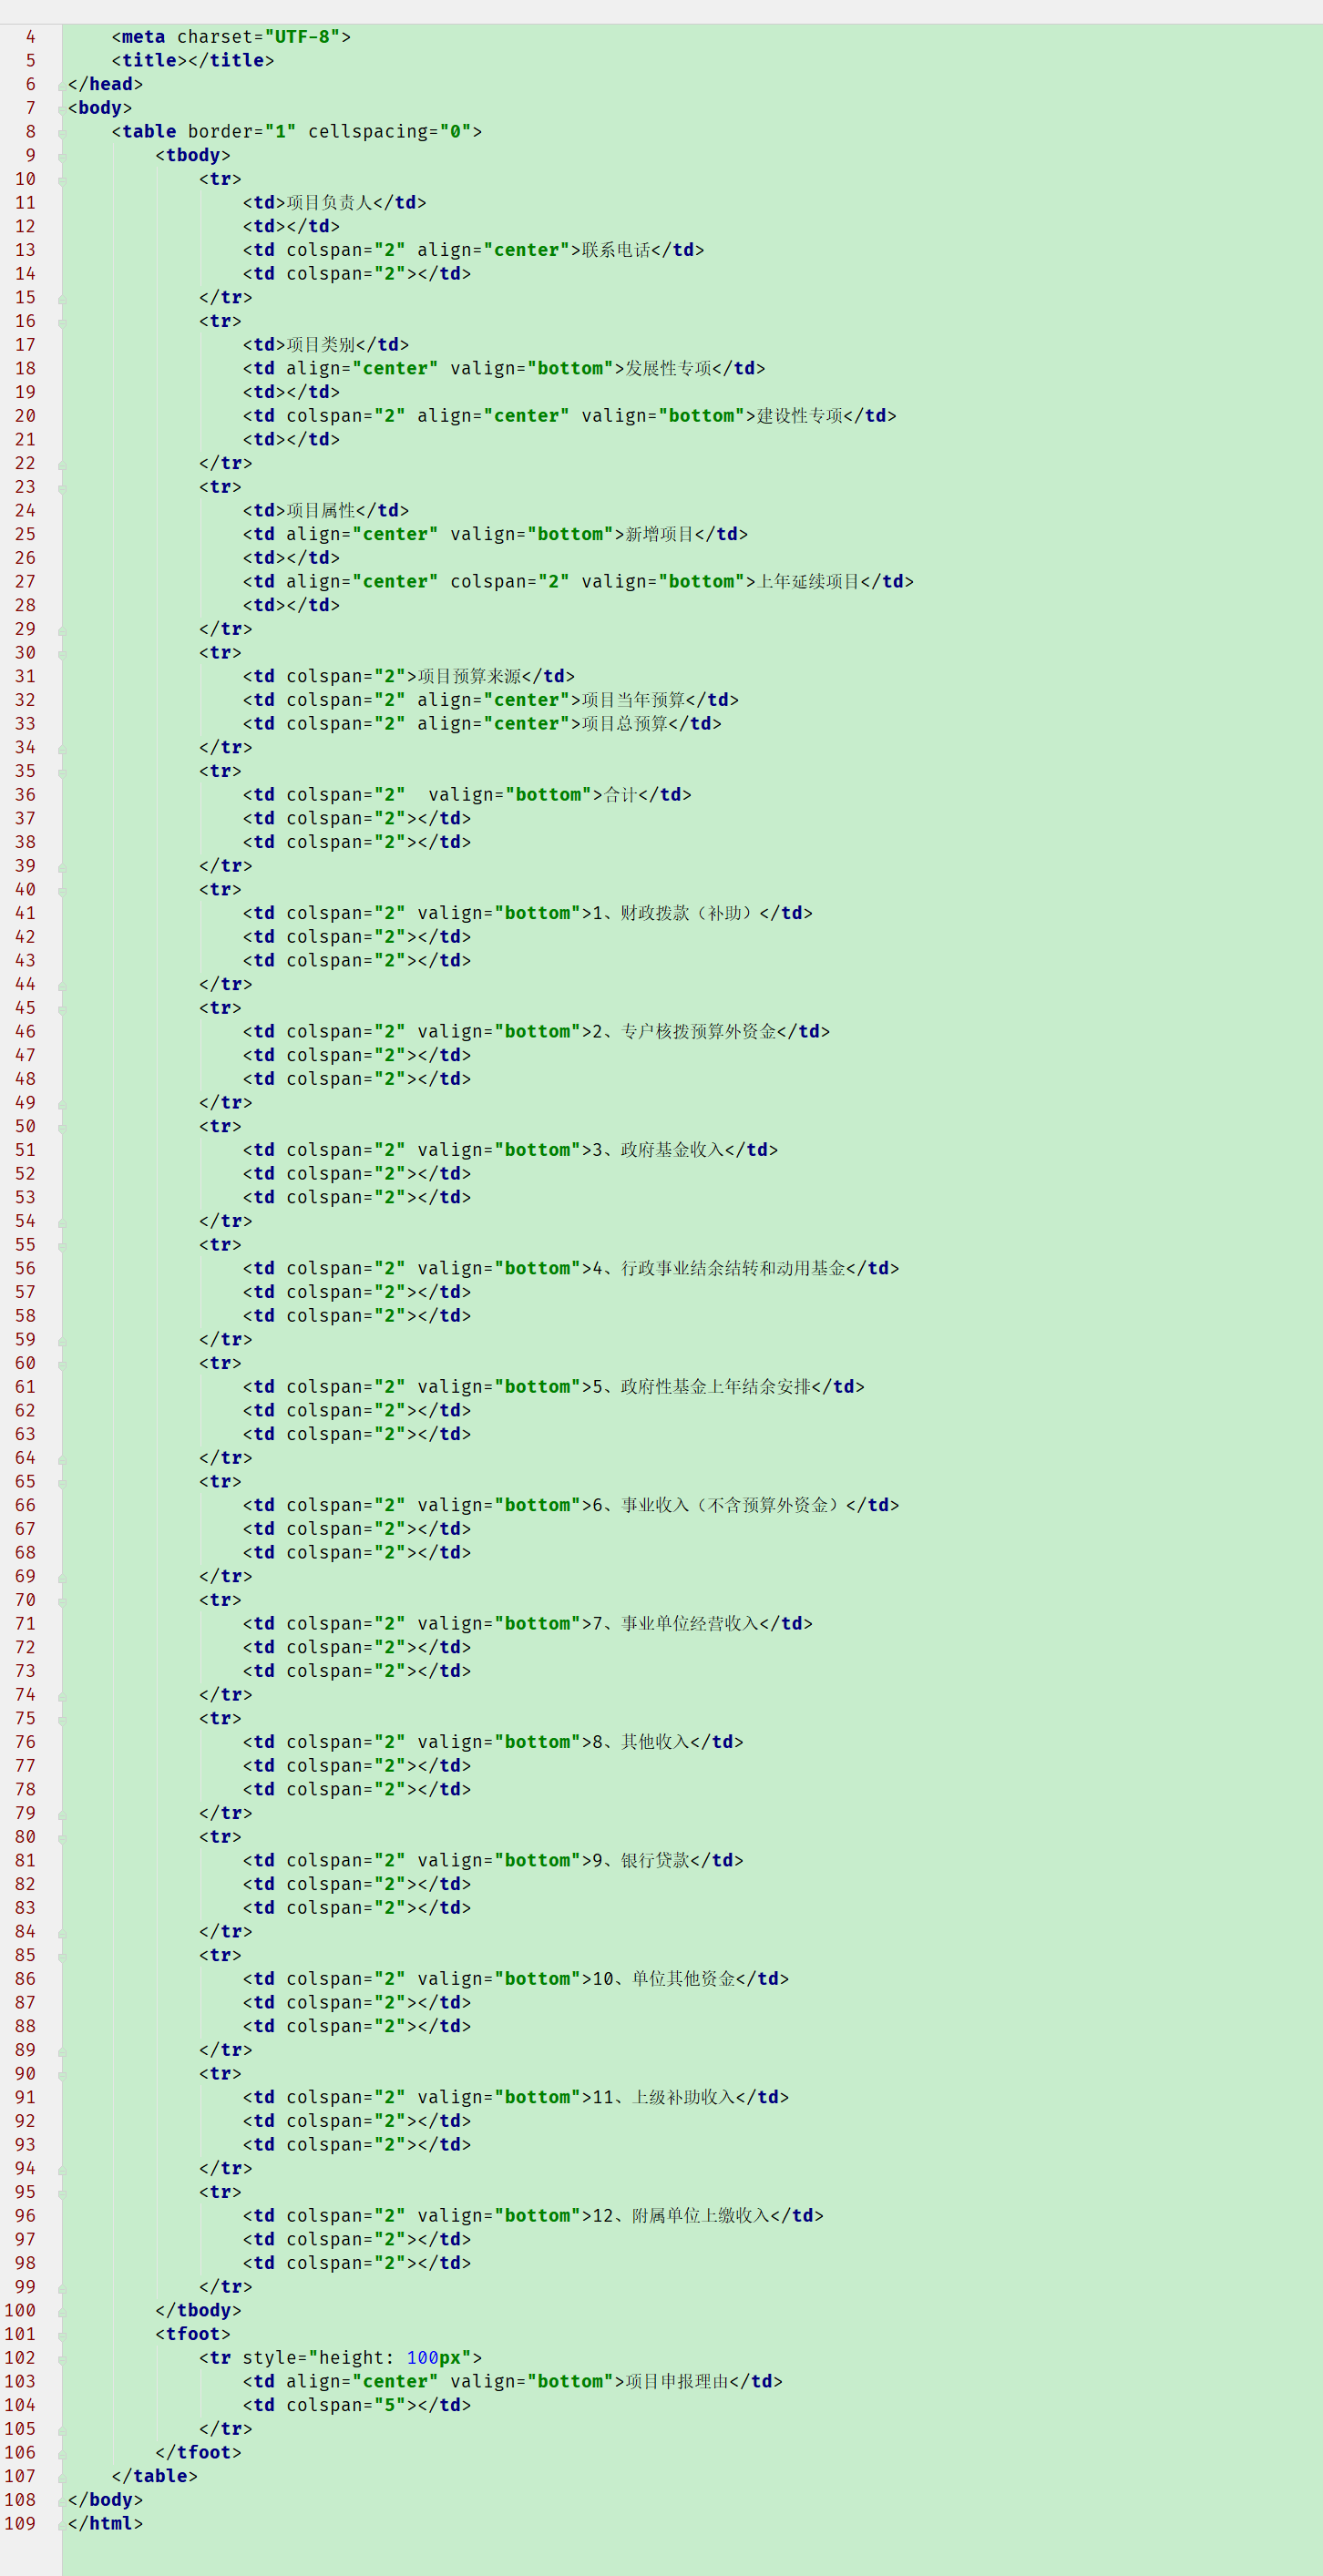 4    <meta charset="UTF-8">
5    <title></title>
6 </head>
7 <body>
8    <table border="1" cellspacing="0">
9        <tbody>
10            <tr>
11                <td>项目负责人</td>
12                <td></td>
13                <td colspan="2" align="center">联系电话</td>
14                <td colspan="2"></td>
15            </tr>
16            <tr>
17                <td>项目类别</td>
18                <td align="center" valign="bottom">发展性专项</td>
19                <td></td>
20                <td colspan="2" align="center" valign="bottom">建设性专项</td>
21                <td></td>
22            </tr>
23            <tr>
24                <td>项目属性</td>
25                <td align="center" valign="bottom">新增项目</td>
26                <td></td>
27                <td align="center" colspan="2" valign="bottom">上年延续项目</td>
28                <td></td>
29            </tr>
30            <tr>
31                <td colspan="2">项目预算来源</td>
32                <td colspan="2" align="center">项目当年预算</td>
33                <td colspan="2" align="center">项目总预算</td>
34            </tr>
35            <tr>
36                <td colspan="2"  valign="bottom">合计</td>
37                <td colspan="2"></td>
38                <td colspan="2"></td>
39            </tr>
40            <tr>
41                <td colspan="2" valign="bottom">1、财政拨款（补助）</td>
42                <td colspan="2"></td>
43                <td colspan="2"></td>
44            </tr>
45            <tr>
46                <td colspan="2" valign="bottom">2、专户核拨预算外资金</td>
47                <td colspan="2"></td>
48                <td colspan="2"></td>
49            </tr>
50            <tr>
51                <td colspan="2" valign="bottom">3、政府基金收入</td>
52                <td colspan="2"></td>
53                <td colspan="2"></td>
54            </tr>
55            <tr>
56                <td colspan="2" valign="bottom">4、行政事业结余结转和动用基金</td>
57                <td colspan="2"></td>
58                <td colspan="2"></td>
59            </tr>
60            <tr>
61                <td colspan="2" valign="bottom">5、政府性基金上年结余安排</td>
62                <td colspan="2"></td>
63                <td colspan="2"></td>
64            </tr>
65            <tr>
66                <td colspan="2" valign="bottom">6、事业收入（不含预算外资金）</td>
67                <td colspan="2"></td>
68                <td colspan="2"></td>
69            </tr>
70            <tr>
71                <td colspan="2" valign="bottom">7、事业单位经营收入</td>
72                <td colspan="2"></td>
73                <td colspan="2"></td>
74            </tr>
75            <tr>
76                <td colspan="2" valign="bottom">8、其他收入</td>
77                <td colspan="2"></td>
78                <td colspan="2"></td>
79            </tr>
80            <tr>
81                <td colspan="2" valign="bottom">9、银行贷款</td>
82                <td colspan="2"></td>
83                <td colspan="2"></td>
84            </tr>
85            <tr>
86                <td colspan="2" valign="bottom">10、单位其他资金</td>
87                <td colspan="2"></td>
88                <td colspan="2"></td>
89            </tr>
90            <tr>
91                <td colspan="2" valign="bottom">11、上级补助收入</td>
92                <td colspan="2"></td>
93                <td colspan="2"></td>
94            </tr>
95            <tr>
96                <td colspan="2" valign="bottom">12、附属单位上缴收入</td>
97                <td colspan="2"></td>
98                <td colspan="2"></td>
99            </tr>
100        </tbody>
101        <tfoot>
102            <tr style="height: 100px">
103                <td align="center" valign="bottom">项目申报理由</td>
104                <td colspan="5"></td>
105            </tr>
106        </tfoot>
107    </table>
108 </body>
109 </html>